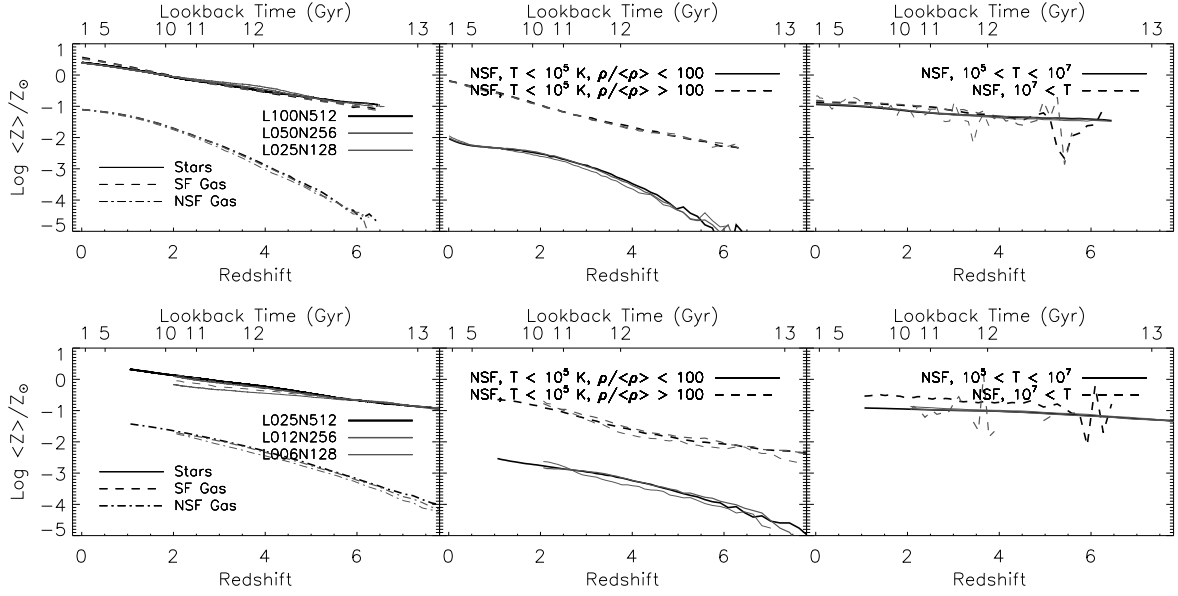 Lookback Time (Gyr) Lookback Time (Gyr) Lookback Time (Gyr)
1 5 10 11 12 1 5 10 11 12 1 5 10 11 12 13
1
0
-1
-2
-3
-4
-5
Log <Z>/Z⊙
L100N512
L050N256
L025N128
Stars
SF Gas
NSF Gas
NSF, T < 10⁵ K, ρ/<ρ> < 100
NSF, T < 10⁵ K, ρ/<ρ> > 100
NSF, 10⁵ < T < 10⁷
NSF, 10⁷ < T
0 2 4 6 0 2 4 6 0 2 4 6
Redshift Redshift Redshift
Lookback Time (Gyr) Lookback Time (Gyr) Lookback Time (Gyr)
1 5 10 11 12 13 1 5 10 11 12 13 1 5 10 11 12 13
1
0
-1
-2
-3
-4
-5
Log <Z>/Z⊙
L025N512
L012N256
L006N128
Stars
SF Gas
NSF Gas
NSF, T < 10⁵ K, ρ/<ρ> < 100
NSF, T < 10⁵ K, ρ/<ρ> > 100
NSF, 10⁵ < T < 10⁷
NSF, 10⁷ < T
0 2 4 6 0 2 4 6 0 2 4 6
Redshift Redshift Redshift